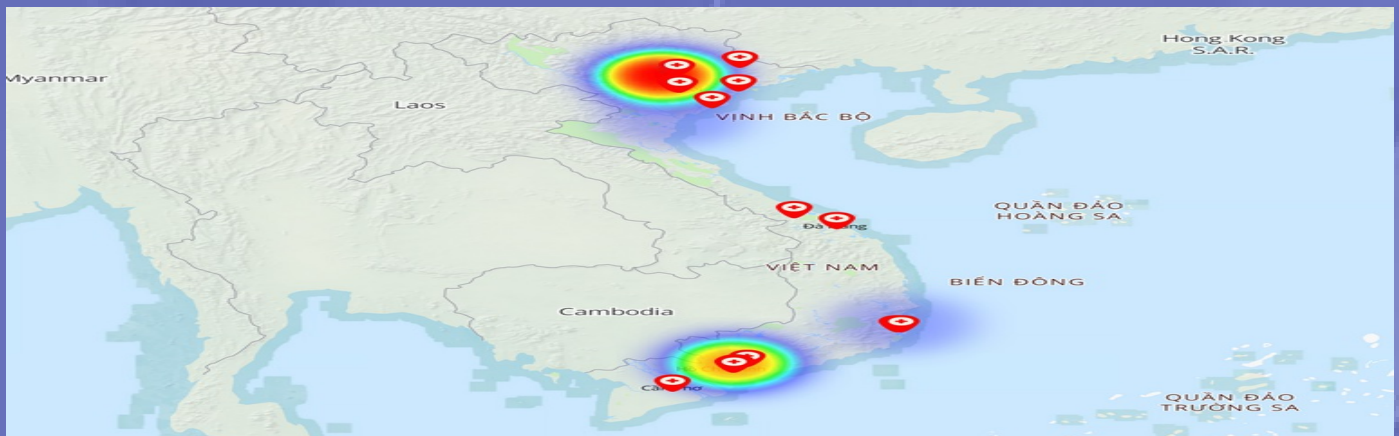 Hong Kong
S.A.R.
Myanmar
Laos
VỊNH BẮC BỘ
QUẦN ĐẢO
HOÀNG SA
VIỆT NAM
BIỂN ĐÔNG
Cambodia
QUẦN ĐẢO
TRƯỜNG SA